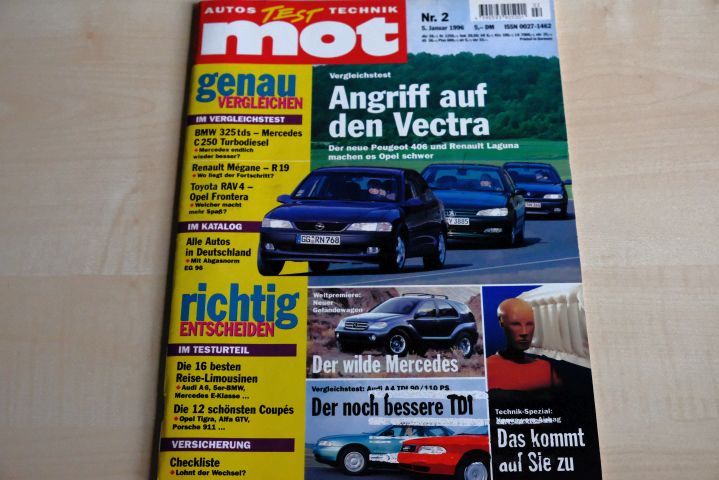 AUTOS TEST TECHNIK
mot
Nr. 2
5. Januar 1996
5,– DM
ISSN 0027-1462
Printed in Germany
genau
VERGLEICHEN
IM VERGLEICHSTEST
BMW 325 tds – Mercedes
C 250 Turbodiesel
Mercedes endlich
wieder besser?
Renault Mégane – R 19
Wo liegt der Fortschritt?
Toyota RAV 4 –
Opel Frontera
Welcher macht
mehr Spaß?
IM KATALOG
Alle Autos
in Deutschland
Mit Abgasnorm
EG 96
richtig
ENTSCHEIDEN
IM TESTURTEIL
Die 16 besten
Reise-Limousinen
Audi A 6, 5er-BMW,
Mercedes E-Klasse ...
Die 12 schönsten Coupés
Opel Tigra, Alfa GTV,
Porsche 911 ...
VERSICHERUNG
Checkliste
Lohnt der Wechsel?
Vergleichstest
Angriff auf
den Vectra
Der neue Peugeot 406 und Renault Laguna
machen es Opel schwer
GG RN 768
Weltpremiere:
Neuer
Geländewagen
Der wilde Mercedes
Vergleichstest: Audi A4 TDI 90/110 PS
Der noch bessere TDI
Technik-Spezial:
Das kommt
auf Sie zu